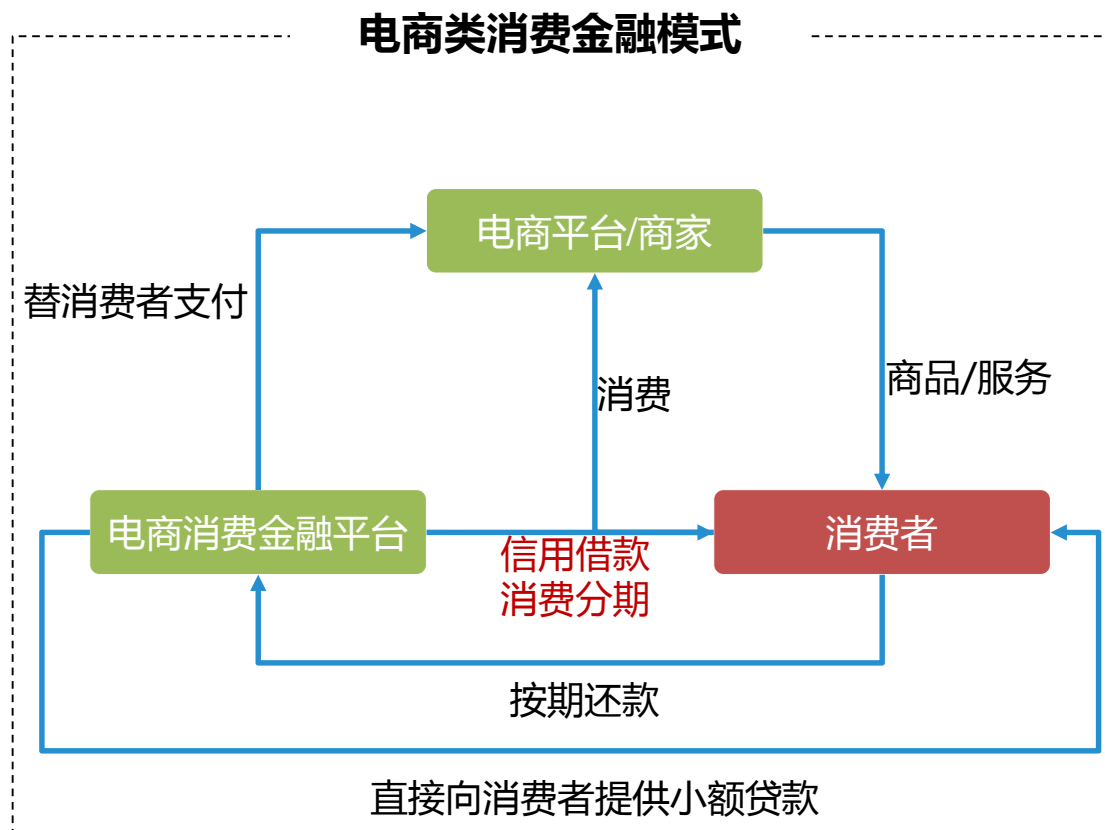 电商类消费金融模式
电商平台/商家
替消费者支付
消费
商品/服务
电商消费金融平台
消费者
信用借款
消费分期
按期还款
直接向消费者提供小额贷款